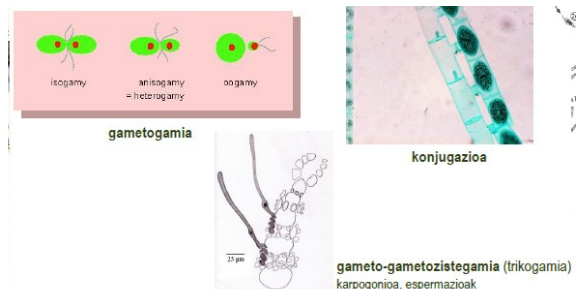 isogamy anisogamy oogamy
= heterogamy
gametogamia
konjugazioa
25 µm
gameto-gametozistegamia (trikogamia)
karpogonioa, espermazioak